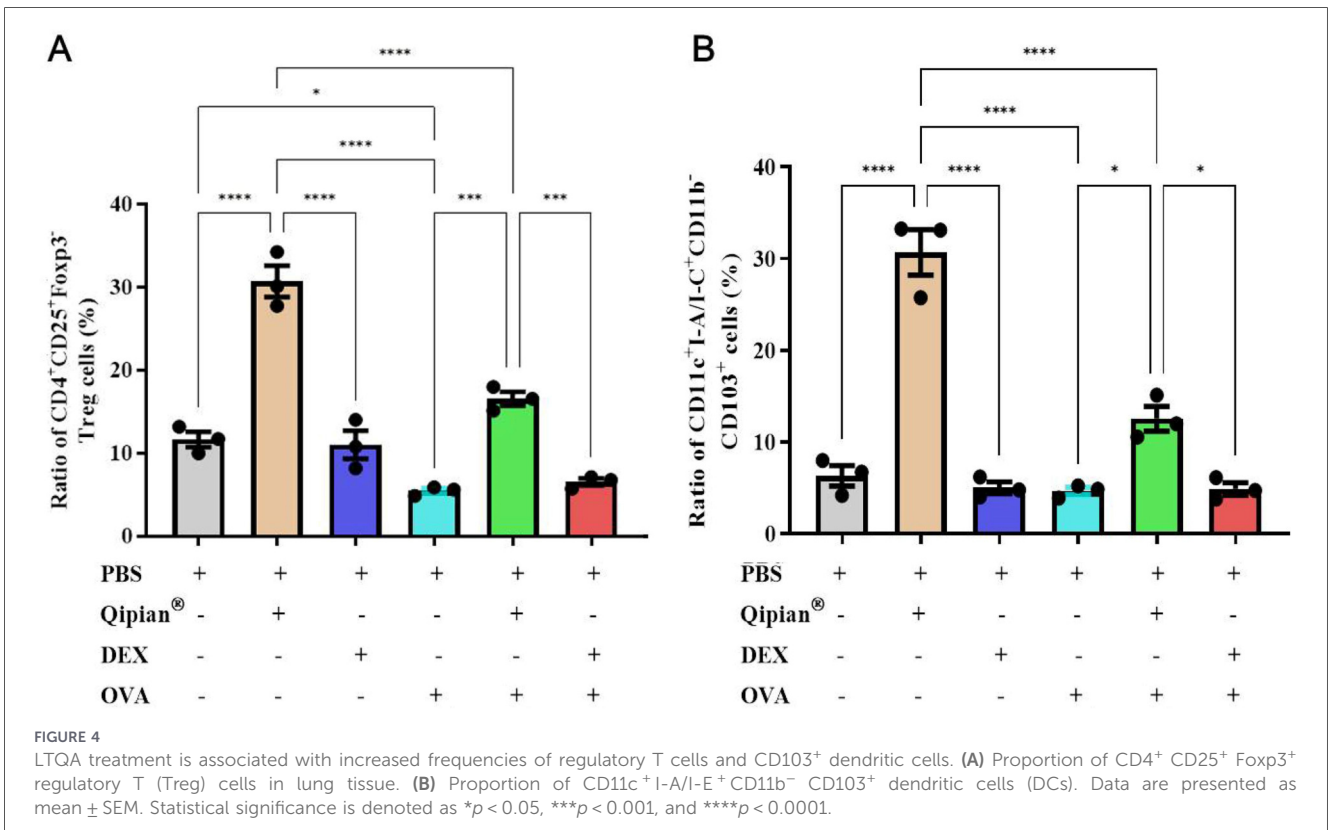 A
B
****
*
****
****
****
***
***
Ratio of CD4⁺CD25⁺Foxp3⁻
Treg cells (%)
40
30
20
10
0
PBS + + + + + +
Qipian® - + - - + -
DEX - - + - - +
OVA - - - + + +
****
****
****
****
*
*
Ratio of CD11c⁺I-A/I-C⁺CD11b⁻
CD103⁺ cells (%)
40
30
20
10
0
PBS + + + + + +
Qipian® - + - - + -
DEX - - + - - +
OVA - - - + + +
FIGURE 4
LTQA treatment is associated with increased frequencies of regulatory T cells and CD103⁺ dendritic cells. (A) Proportion of CD4⁺ CD25⁺ Foxp3⁺
regulatory T (Treg) cells in lung tissue. (B) Proportion of CD11c⁺I-A/I-E⁺CD11b⁻ CD103⁺ dendritic cells (DCs). Data are presented as
mean ± SEM. Statistical significance is denoted as *p < 0.05, ***p < 0.001, and ****p < 0.0001.